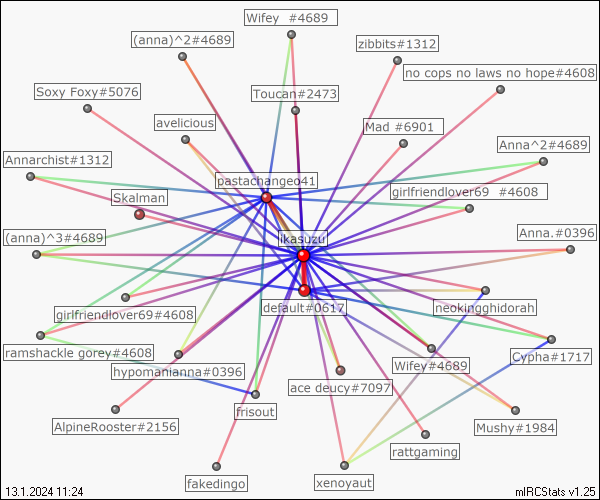 Wifey #4689
(anna)^2#4689
zibbits#1312
no cops no laws no hope#4608
Soxy Foxy#5076
Toucan#2473
avelicious
Mad #6901
Anna^2#4689
Annarchist#1312
pastachangeo41
girlfriendlover69 #4608
Skalman
(anna)^3#4689
ikasuzu
Anna.#0396
default#0617
neokingghidorah
girlfriendlover69#4608
ramshackle gorey#4608
hypomanianna#0396
Wifey#4689
Cypha#1717
ace deucy#7097
frisout
AlpineRooster#2156
Mushy#1984
rattgaming
fakedingo
xenoyaut
13.1.2024 11:24
mIRCStats v1.25